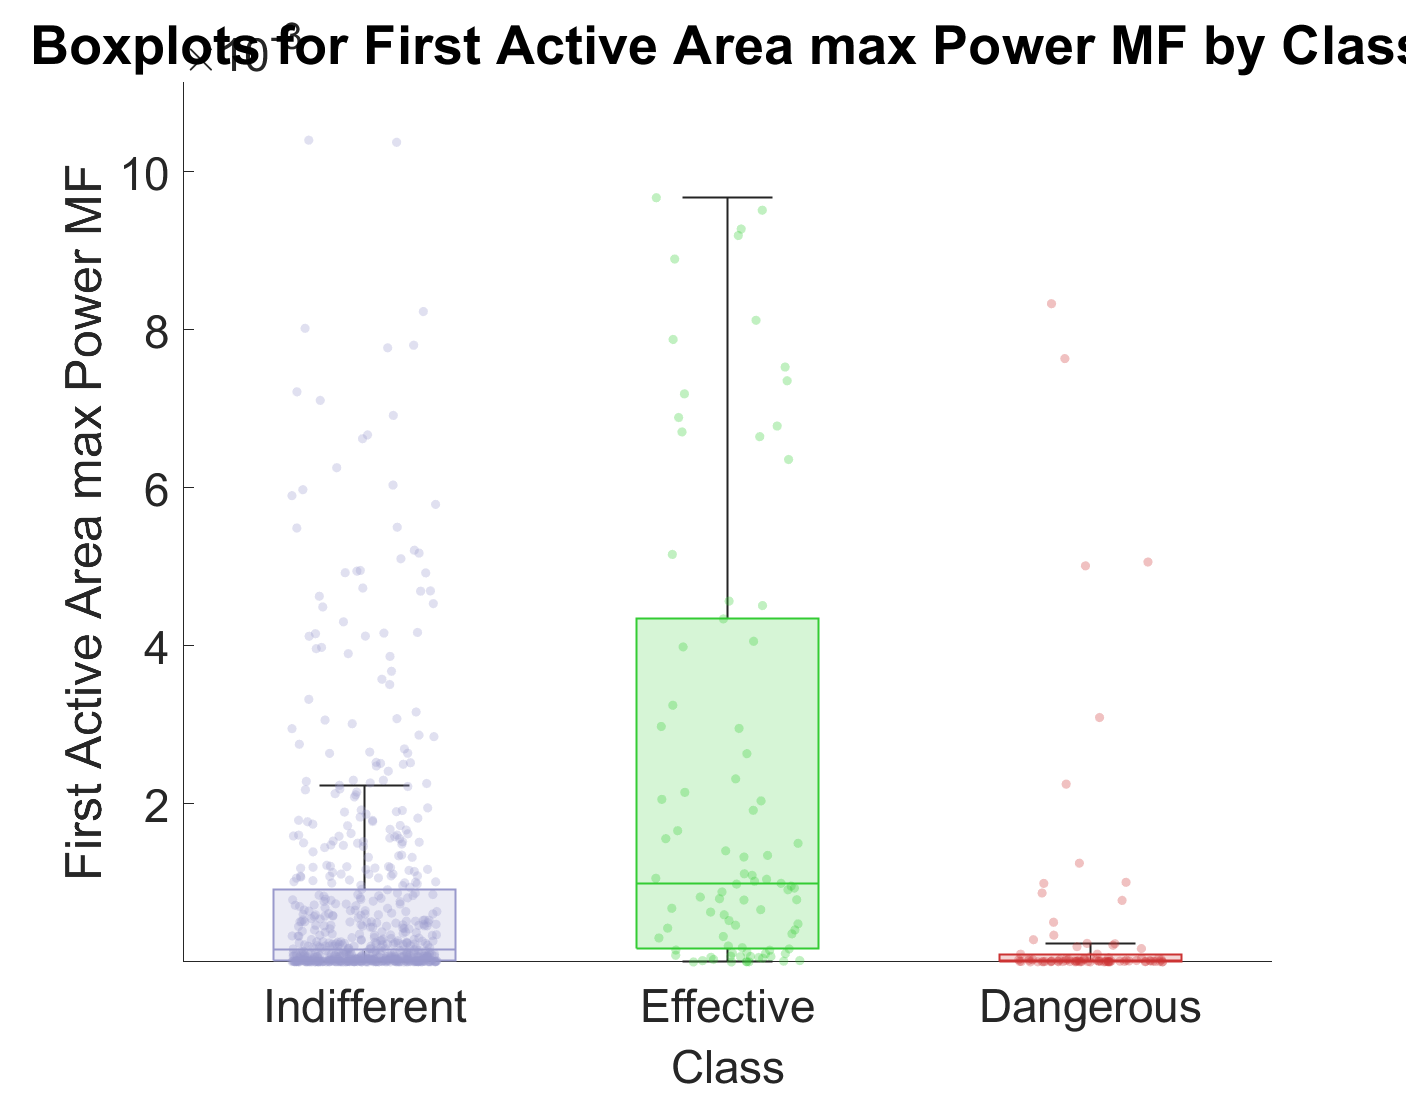 Boxplots for First Active Area max Power MF by Class
First Active Area max Power MF
10
8
6
4
2
Indifferent
Effective
Dangerous
Class